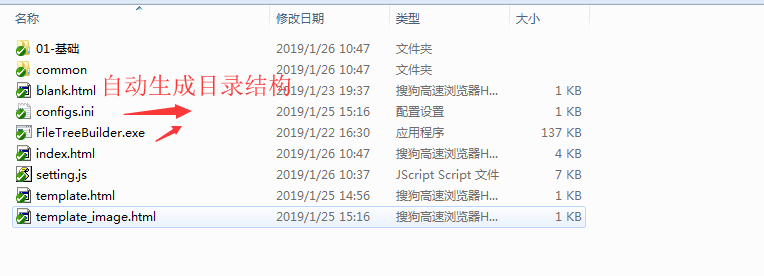 名称 修改日期 类型 大小
01-基础 2019/1/26 10:47 文件夹
common 2019/1/26 10:47 文件夹
自动生成目录结构
blank.html 2019/1/23 19:37 搜狗高速浏览器H... 1 KB
configs.ini 2019/1/25 15:16 配置设置 1 KB
FileTreeBuilder.exe 2019/1/22 16:30 应用程序 137 KB
index.html 2019/1/26 10:47 搜狗高速浏览器H... 4 KB
setting.js 2019/1/26 10:37 JScript Script 文件 7 KB
template.html 2019/1/25 14:56 搜狗高速浏览器H... 1 KB
template_image.html 2019/1/25 15:16 搜狗高速浏览器H... 1 KB